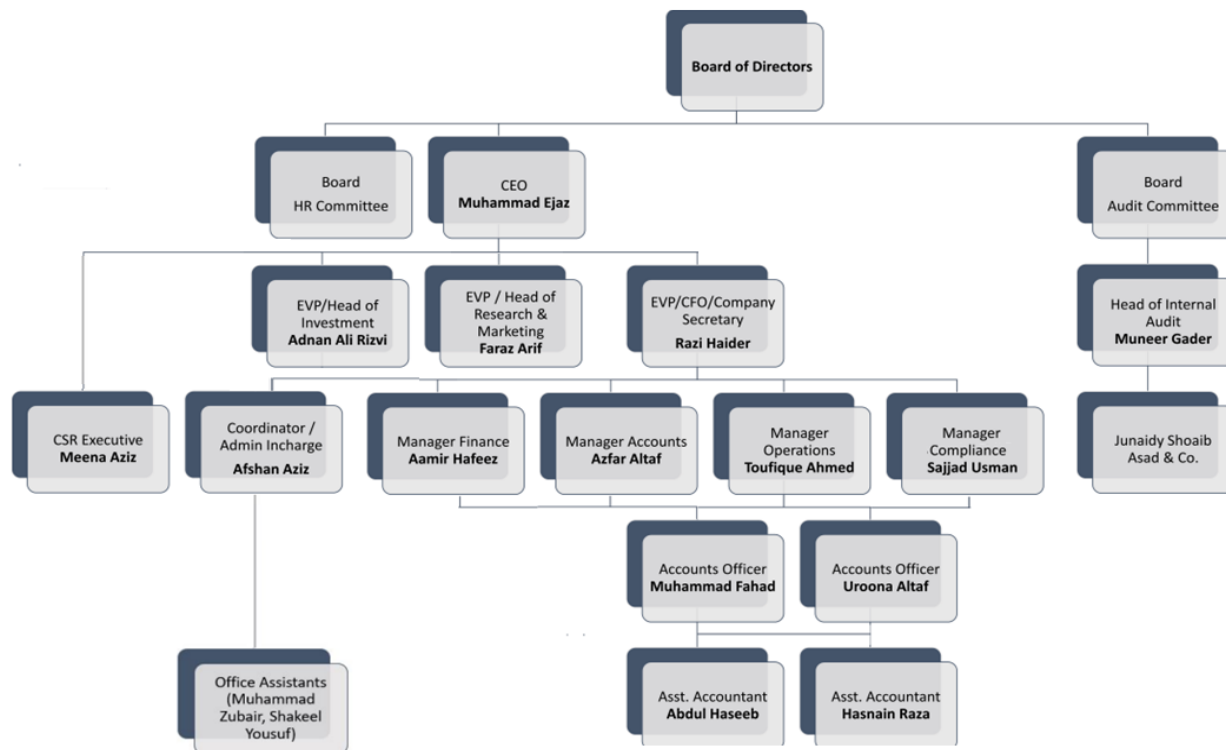 Board of Directors
Board
HR Committee
CEO
Muhammad Ejaz
Board
Audit Committee
EVP/Head of
Investment
Adnan Ali Rizvi
EVP / Head of
Research &
Marketing
Faraz Arif
EVP/CFO/Company
Secretary
Razi Haider
Head of Internal
Audit
Muneer Gader
CSR Executive
Meena Aziz
Coordinator /
Admin Incharge
Afshan Aziz
Manager Finance
Aamir Hafeez
Manager Accounts
Azfar Altaf
Manager
Operations
Toufique Ahmed
Manager
Compliance
Sajjad Usman
Junaidy Shoaib
Asad & Co.
Accounts Officer
Muhammad Fahad
Accounts Officer
Uroona Altaf
Office Assistants
(Muhammad
Zubair, Shakeel
Yousuf)
Asst. Accountant
Abdul Haseeb
Asst. Accountant
Hasnain Raza